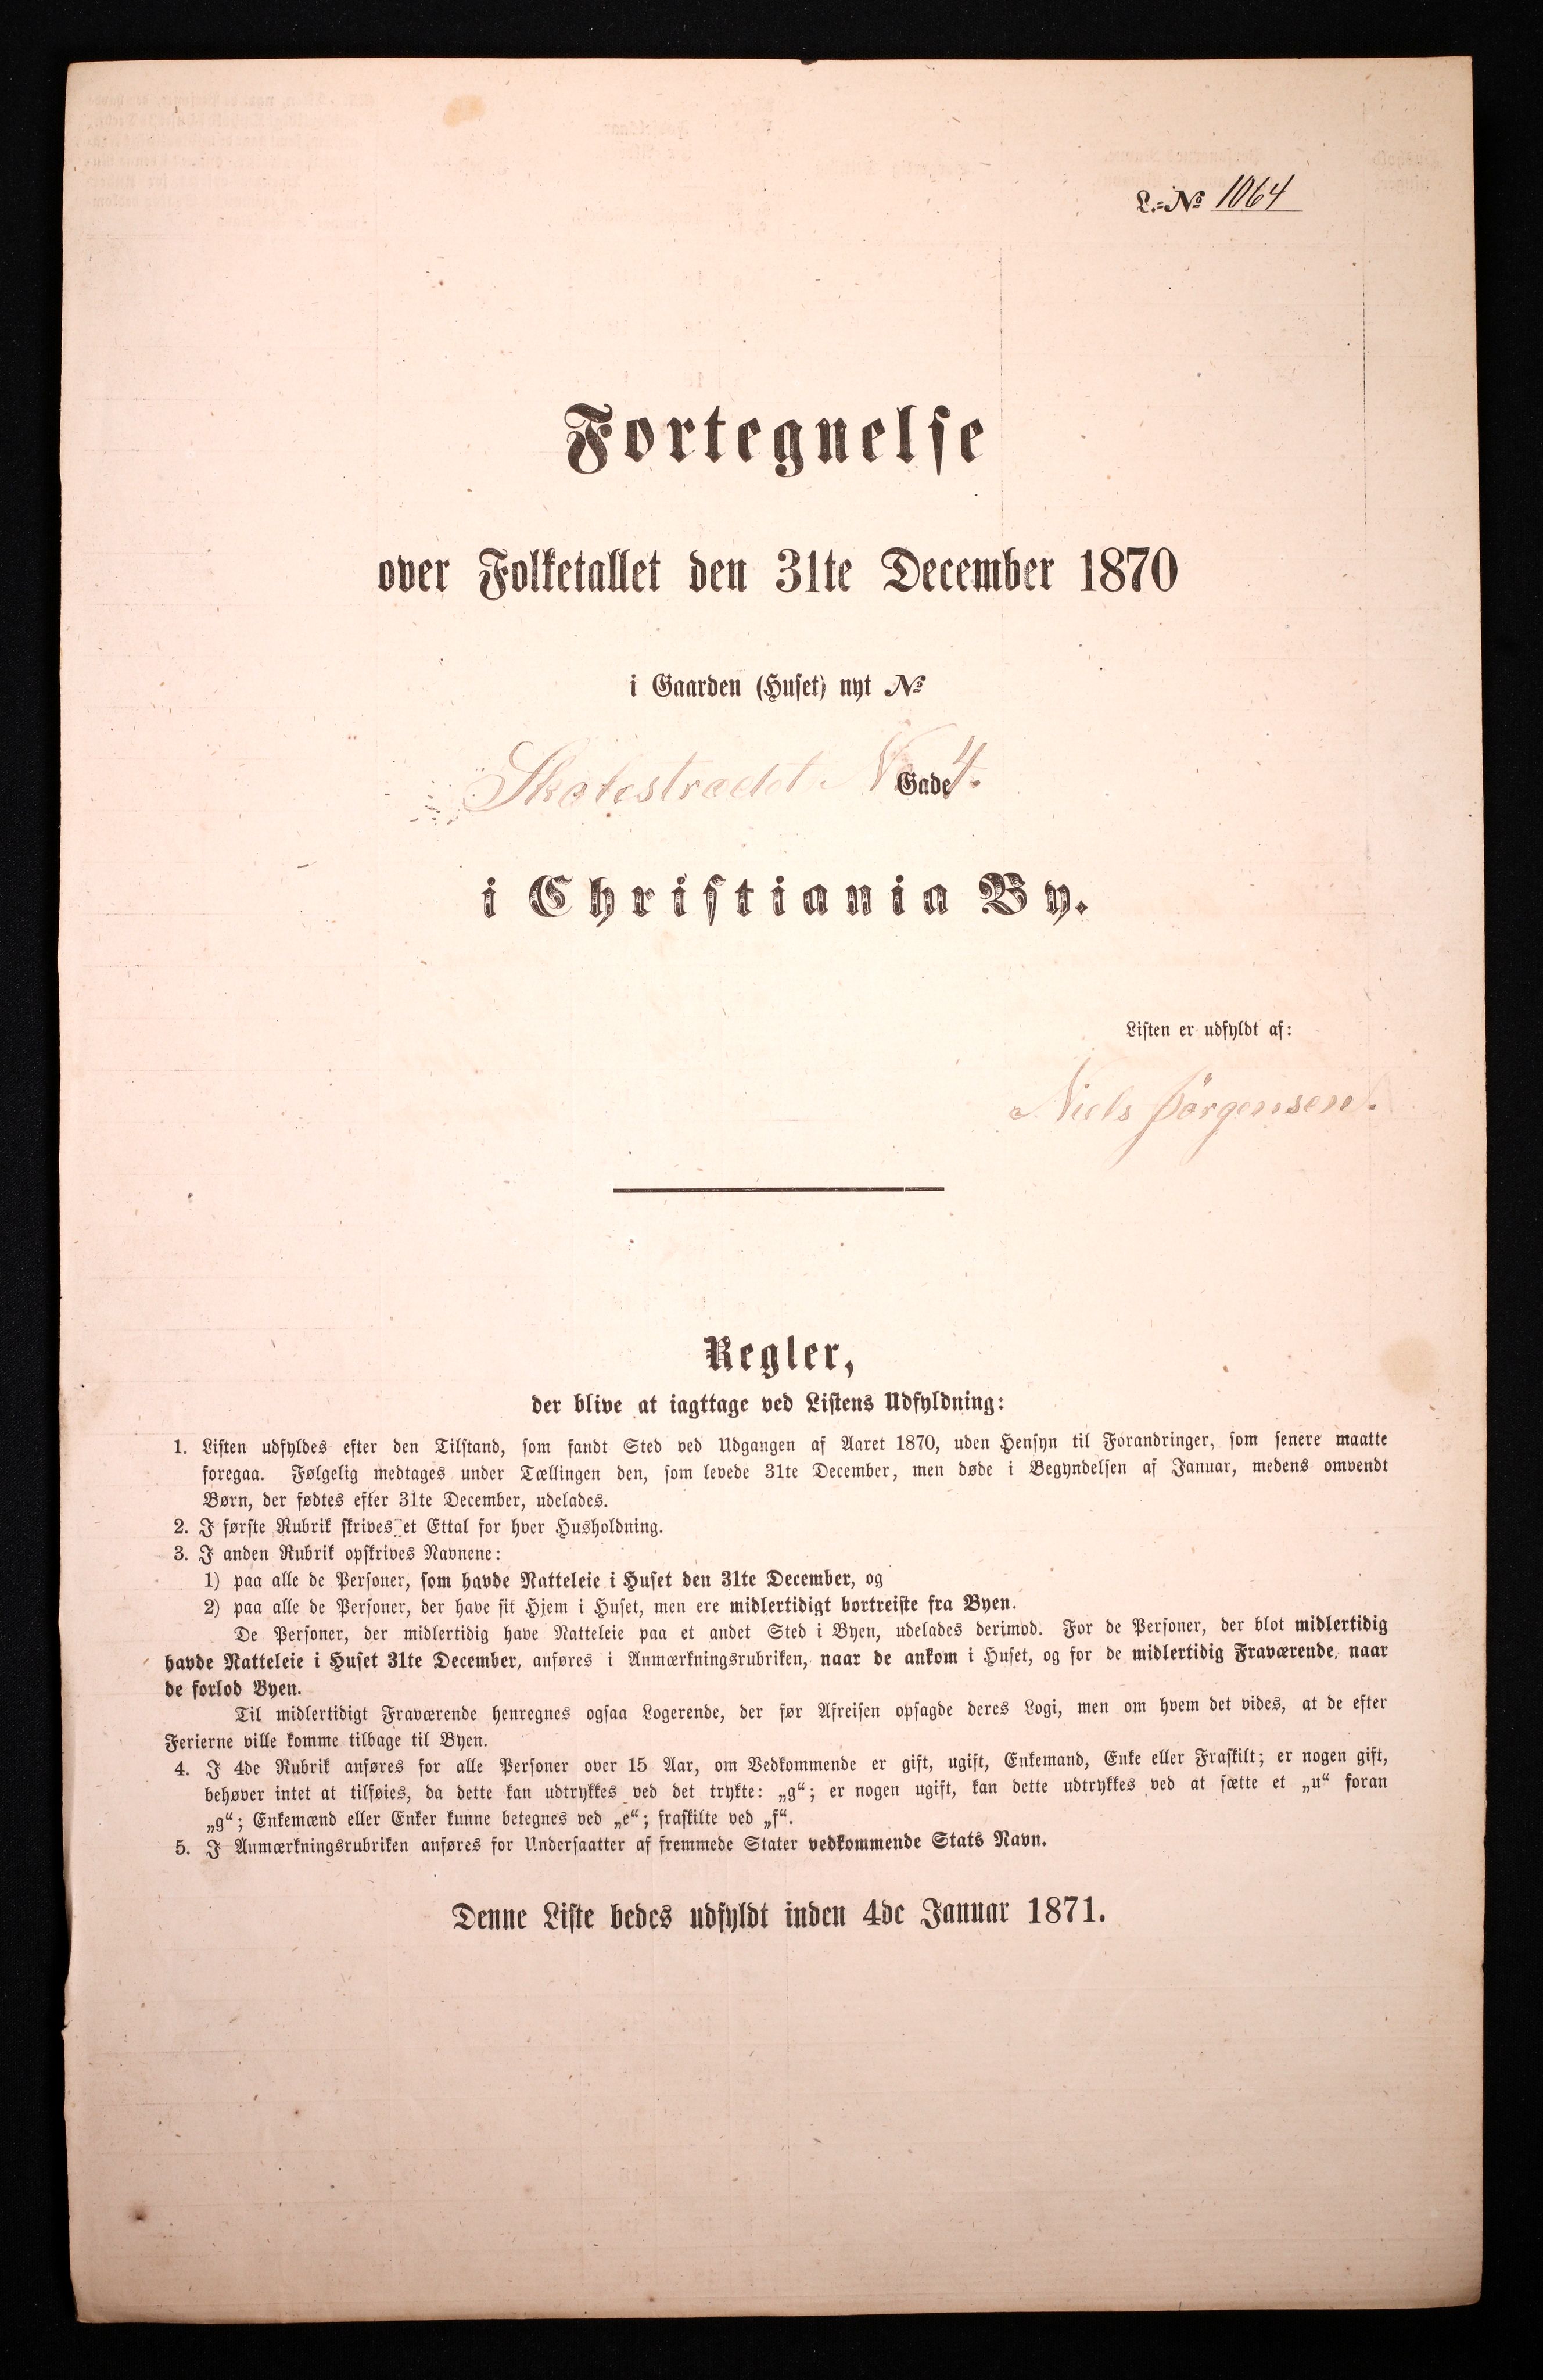 L.=№ 1064
Fortegnelse
over Folketallet den 31te December 1870
i Gaarden (Huset) nyt №
Skolestrædet N Gade 4.
i Christiania By.
Listen er udfyldt af:
Niels Jörgensen.
Regler,
der blive at iagttage ved Listens Udfyldning:
1. Listen udfyldes efter den Tilstand, som fandt Sted ved Udgangen af Aaret 1870, uden Hensyn til Forandringer, som senere maatte
foregaa. Følgelig medtages under Tællingen den, som levede 31te December, men døde i Begyndelsen af Januar, medens omvendt
Børn, der fødtes efter 31te December, udelades.
2. I første Rubrik skrives et Ettal for hver Husholdning.
3. I anden Rubrik opskrives Navnene:
1) paa alle de Personer, som havde Natteleie i Huset den 31te December, og
2) paa alle de Personer, der have sit Hjem i Huset, men ere midlertidigt bortreiste fra Byen.
De Personer, der midlertidig have Natteleie paa et andet Sted i Byen, udelades derimod. For de Personer, der blot midlertidig
havde Natteleie i Huset 31te December, anføres i Anmærkningsrubriken, naar de ankom i Huset, og for de midlertidig Fraværende, naar
de forlod Byen.
Til midlertidigt Fraværende henregnes ogsaa Logerende, der før Afreisen opsagde deres Logi, men om hvem det vides, at de efter
Ferierne ville komme tilbage til Byen.
4. I 4de Rubrik anføres for alle Personer over 15 Aar, om Vedkommende er gift, ugift, Enkemand, Enke eller Fraskilt; er nogen gift,
behøver intet at tilføies, da dette kan udtrykkes ved det trykte: „g“; er nogen ugift, kan dette udtrykkes ved at sætte et „u“ foran
„g“; Enkemænd eller Enker kunne betegnes ved „e“; fraskilte ved „f“.
5. I Anmærkningsrubriken anføres for Undersaatter af fremmede Stater vedkommende Stats Navn.
Denne Liste bedes udfyldt inden 4de Januar 1871.